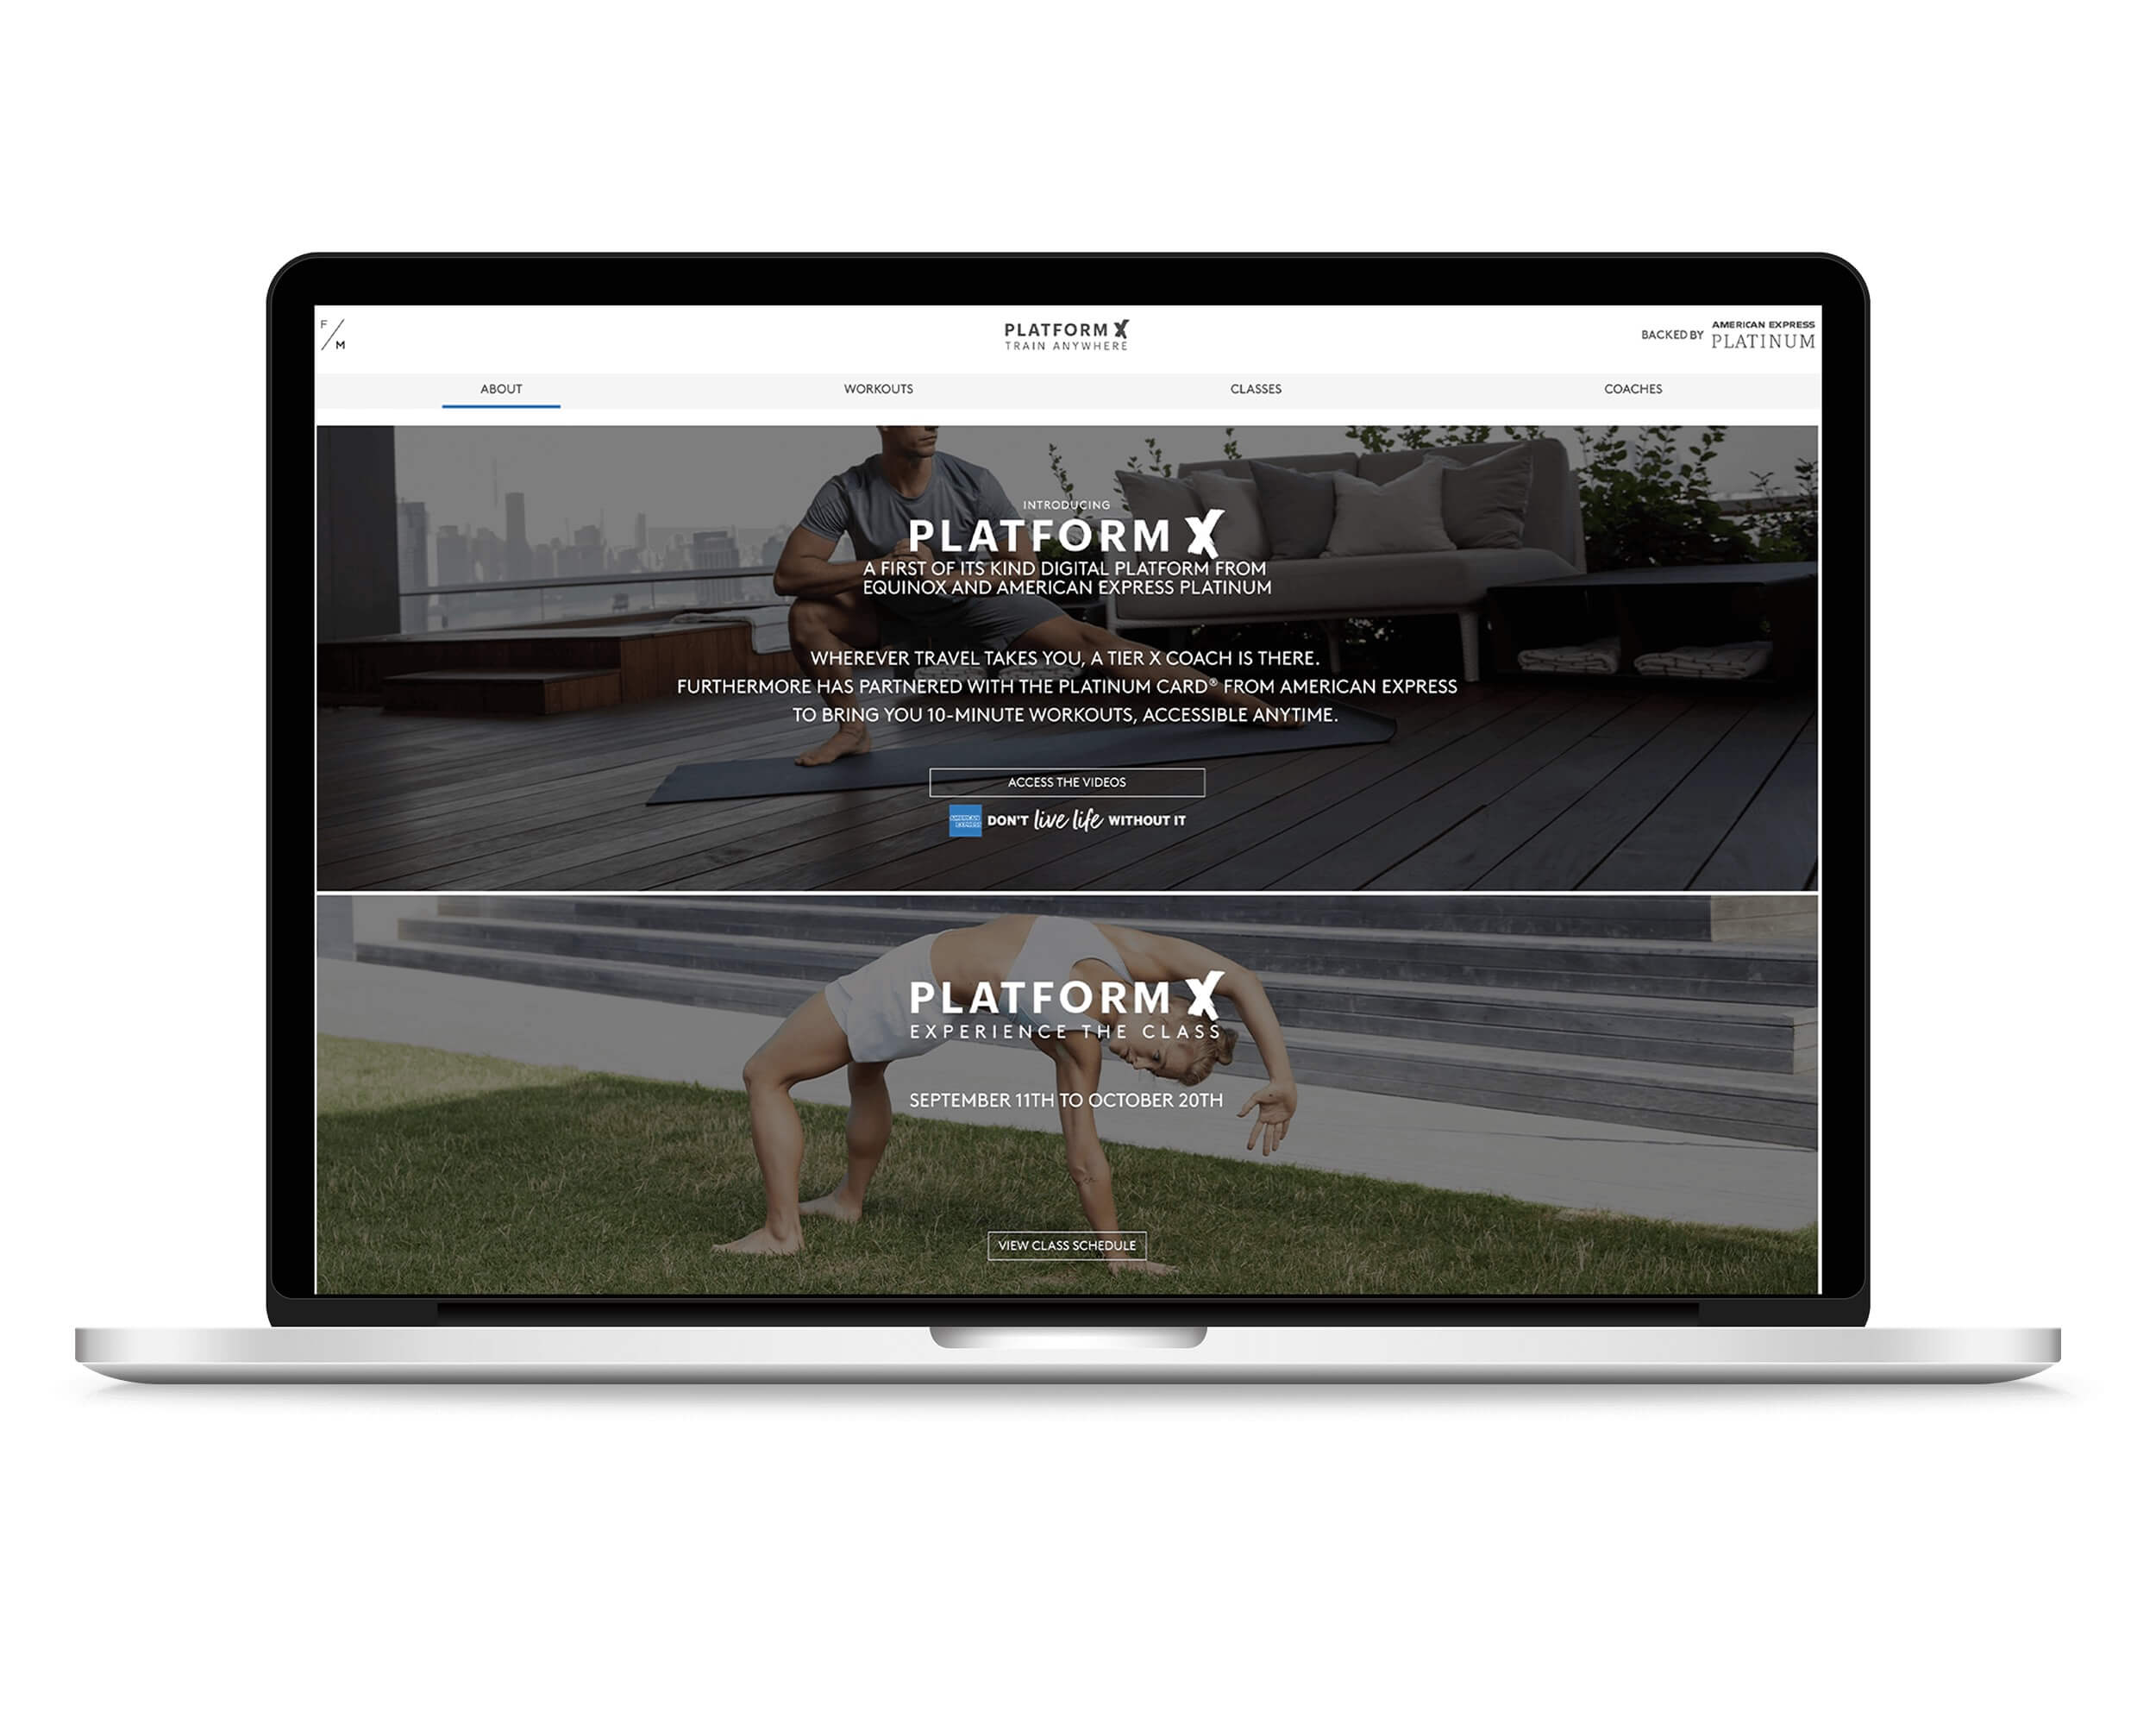 F
M
PLATFORM X
TRAIN ANYWHERE
BACKED BY
AMERICAN EXPRESS
PLATINUM
ABOUT
WORKOUTS
CLASSES
COACHES
INTRODUCING
PLATFORM X
A FIRST OF ITS KIND DIGITAL PLATFORM FROM
EQUINOX AND AMERICAN EXPRESS PLATINUM
WHEREVER TRAVEL TAKES YOU, A TIER X COACH IS THERE.
FURTHERMORE HAS PARTNERED WITH THE PLATINUM CARD® FROM AMERICAN EXPRESS
TO BRING YOU 10-MINUTE WORKOUTS, ACCESSIBLE ANYTIME.
ACCESS THE VIDEOS
AMERICAN
EXPRESS
DON'T live life WITHOUT IT
PLATFORM X
EXPERIENCE THE CLASS
SEPTEMBER 11TH TO OCTOBER 20TH
VIEW CLASS SCHEDULE